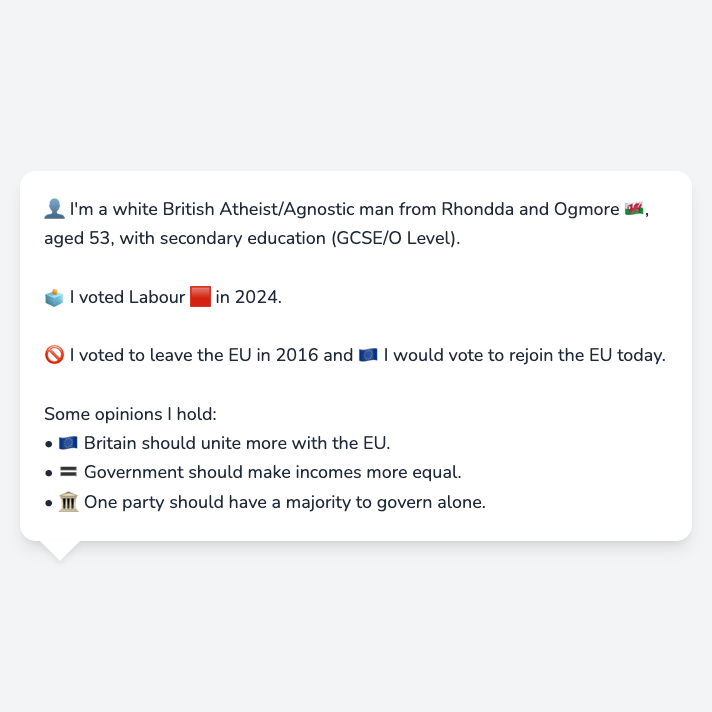 👤 I'm a white British Atheist/Agnostic man from Rhondda and Ogmore 🏴󠁧󠁢󠁷󠁬󠁳󠁿,
aged 53, with secondary education (GCSE/O Level).
🗳️ I voted Labour 🟥 in 2024.
🚫 I voted to leave the EU in 2016 and 🇪🇺 I would vote to rejoin the EU today.
Some opinions I hold:
• 🇪🇺 Britain should unite more with the EU.
• 🟰 Government should make incomes more equal.
• 🏛️ One party should have a majority to govern alone.